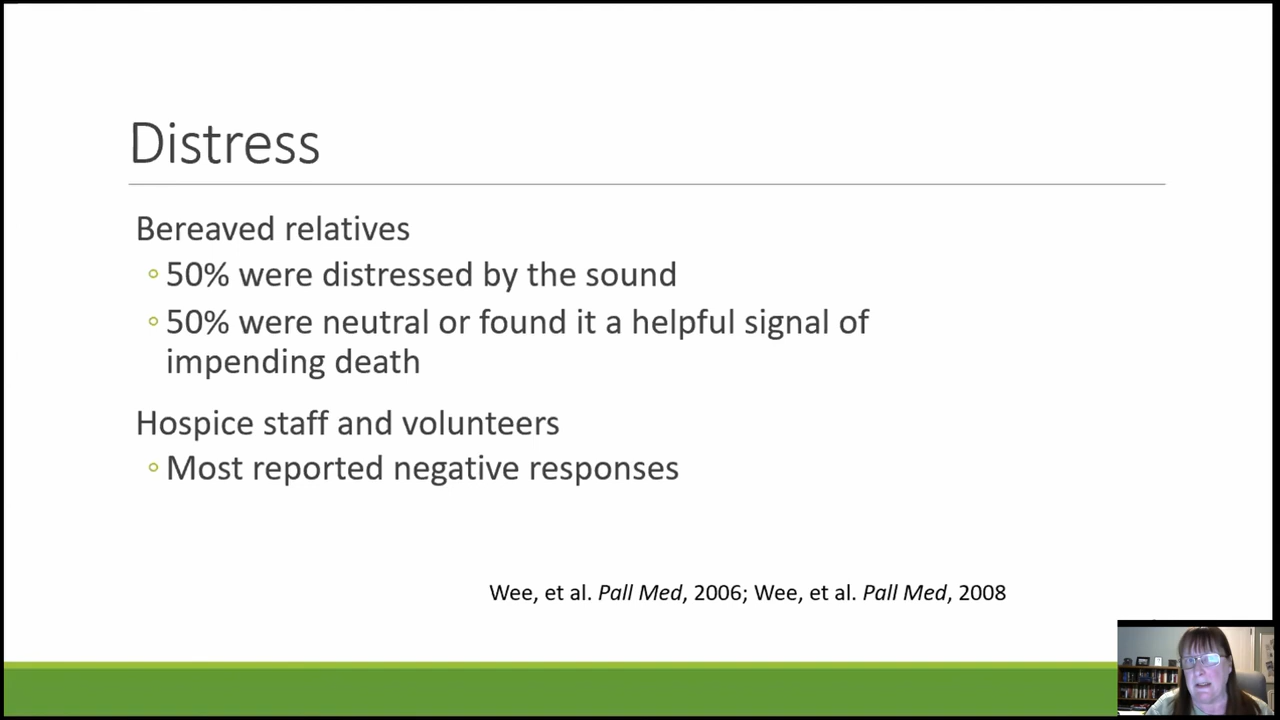 Distress
Bereaved relatives
◦ 50% were distressed by the sound
◦ 50% were neutral or found it a helpful signal of
impending death
Hospice staff and volunteers
◦ Most reported negative responses
Wee, et al. Pall Med, 2006; Wee, et al. Pall Med, 2008